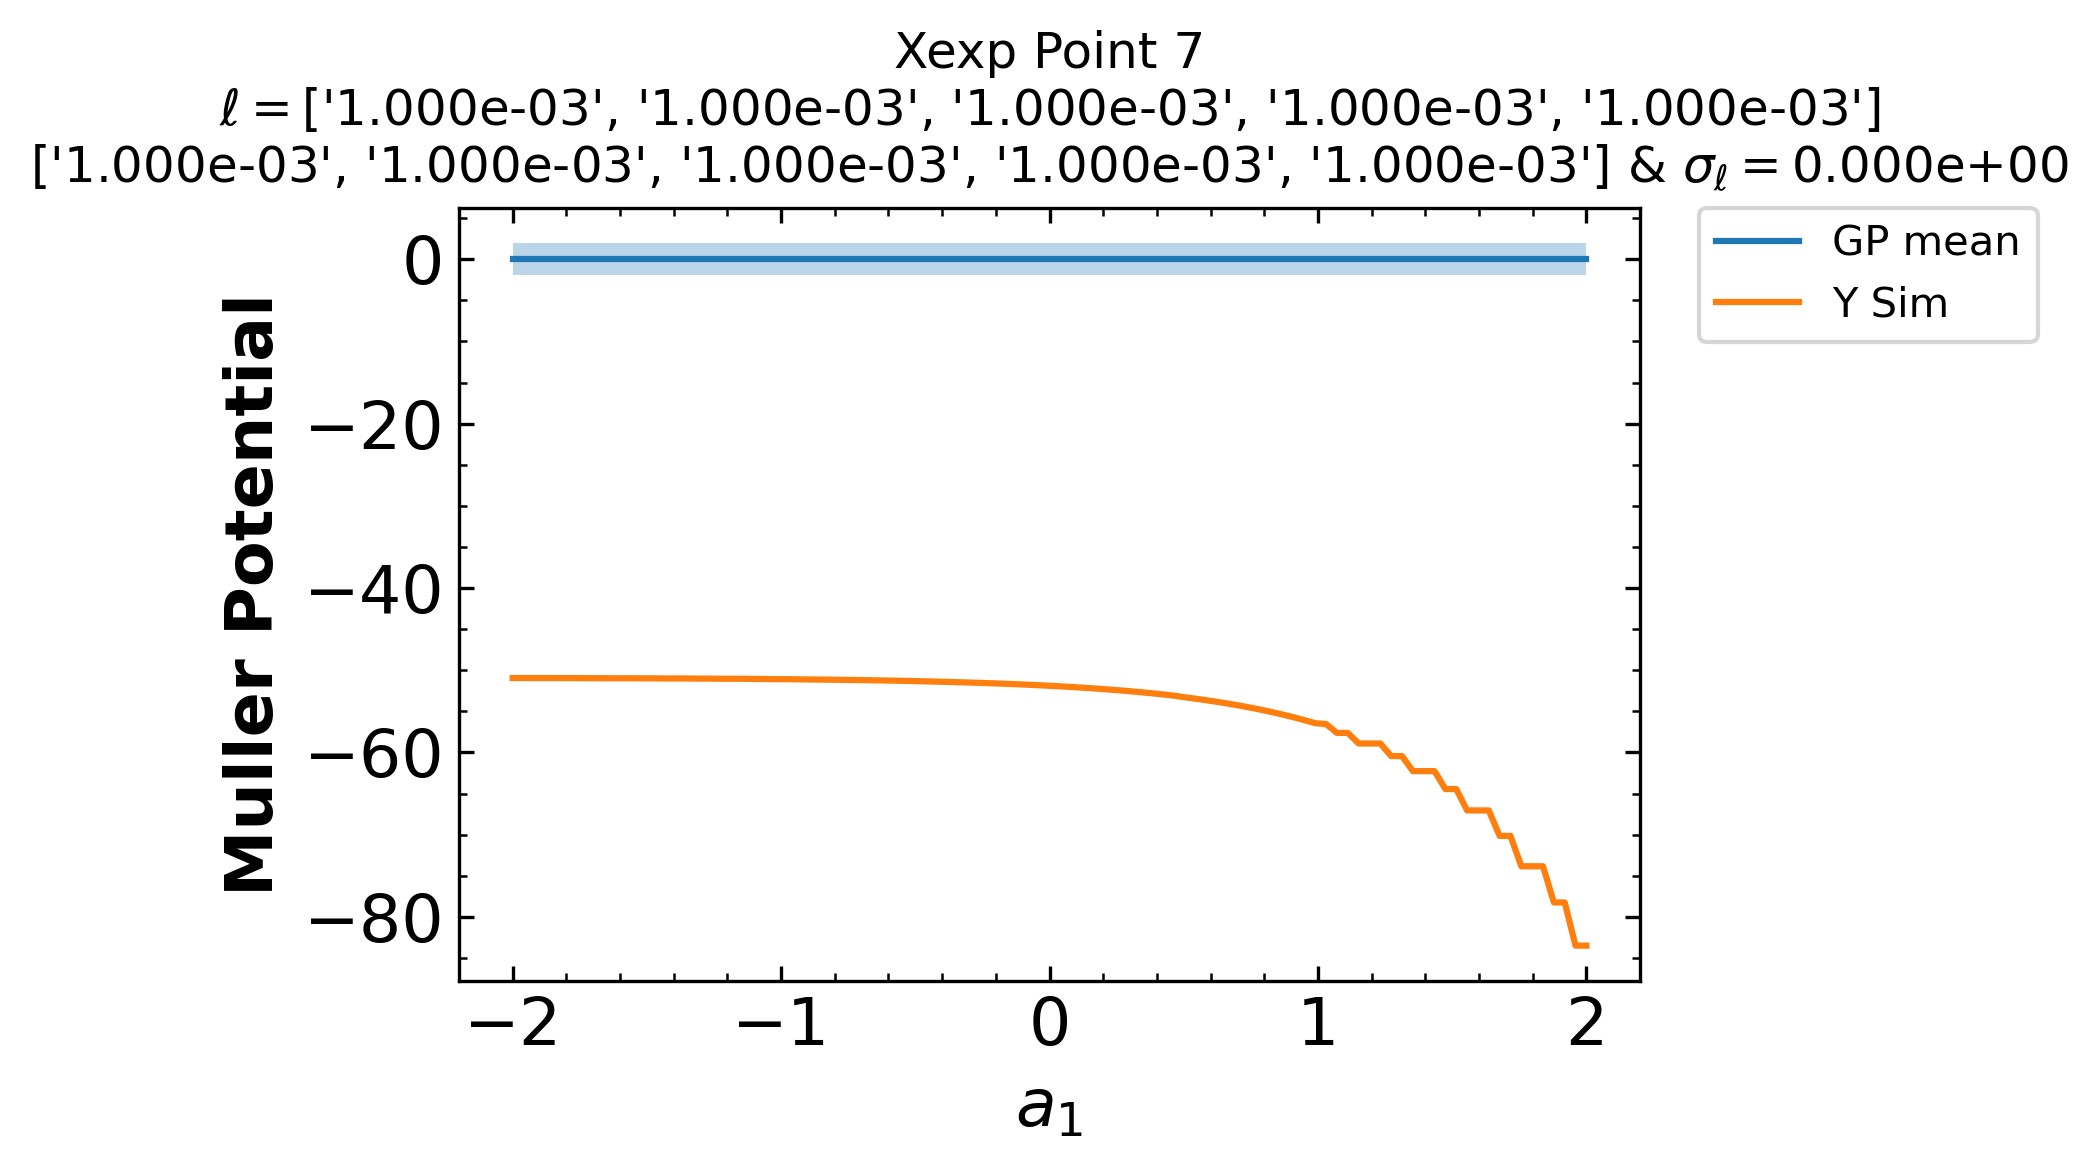 Xexp Point 7
ℓ = ['1.000e-03', '1.000e-03', '1.000e-03', '1.000e-03', '1.000e-03']
['1.000e-03', '1.000e-03', '1.000e-03', '1.000e-03', '1.000e-03'] & σℓ = 0.000e+00
GP mean
Y Sim
Muller Potential
0
−20
−40
−60
−80
−2
−1
0
1
2
a₁